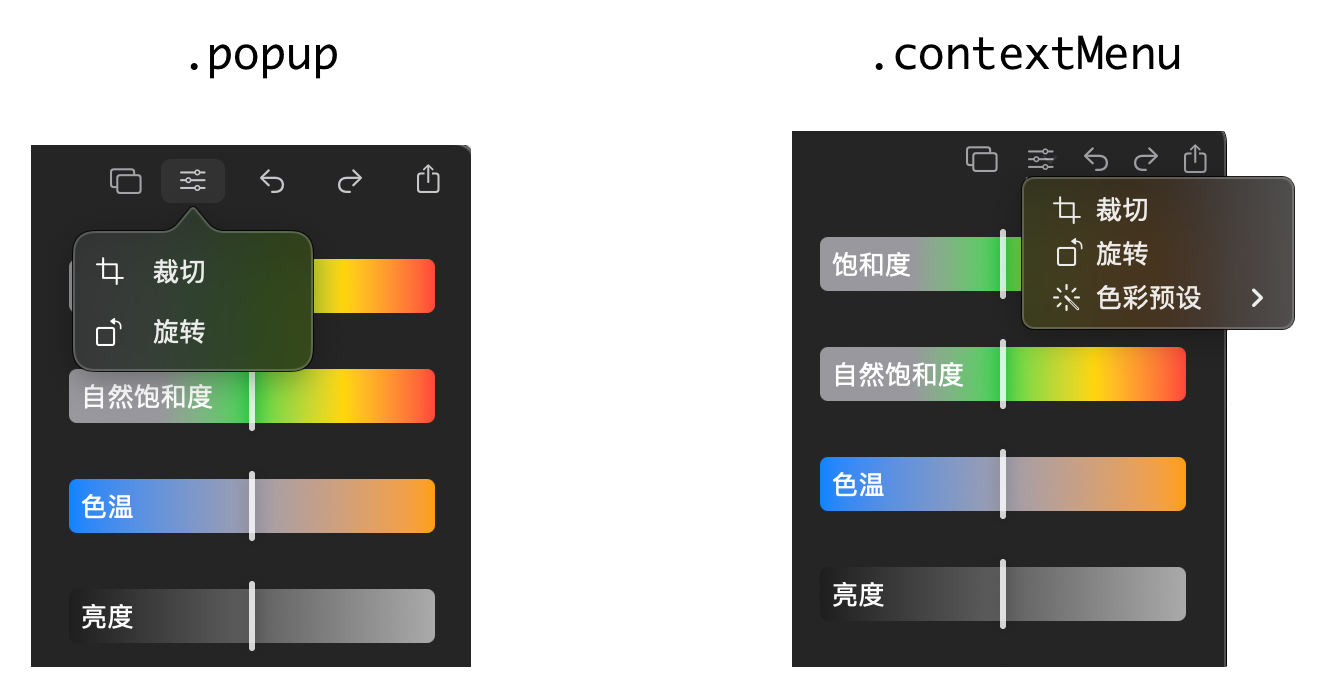 .popup
.contextMenu
裁切
旋转
自然饱和度
色温
亮度
裁切
旋转
色彩预设
饱和度
自然饱和度
色温
亮度